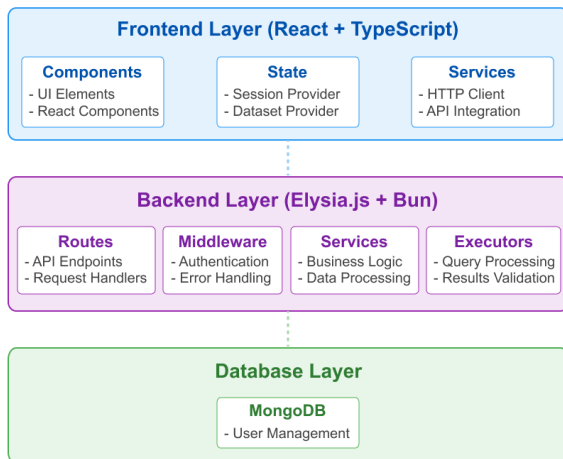 Frontend Layer (React + TypeScript)
Components
- UI Elements
- React Components
State
- Session Provider
- Dataset Provider
Services
- HTTP Client
- API Integration
Backend Layer (Elysia.js + Bun)
Routes
- API Endpoints
- Request Handlers
Middleware
- Authentication
- Error Handling
Services
- Business Logic
- Data Processing
Executors
- Query Processing
- Results Validation
Database Layer
MongoDB
- User Management